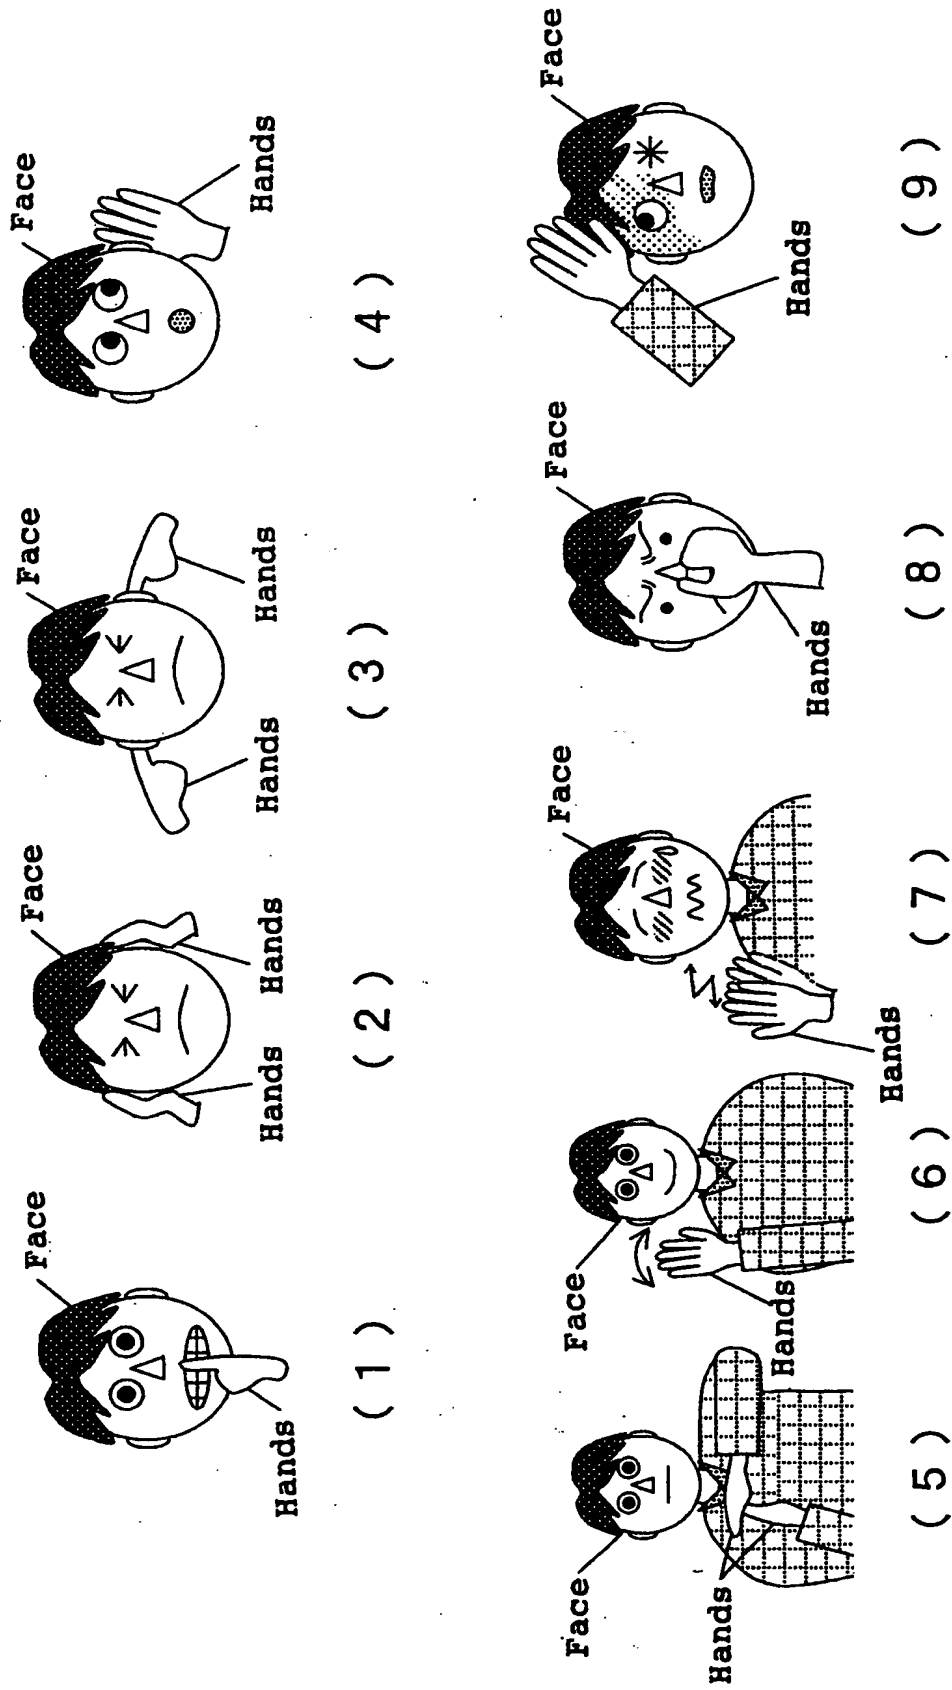 Face
Hands
(1)
Face
Hands
Hands
(2)
Face
Hands
Hands
(3)
Face
Hands
(4)
Face
Hands
(5)
Face
Hands
(6)
Face
Hands
(7)
Face
Hands
(8)
Face
Hands
(9)